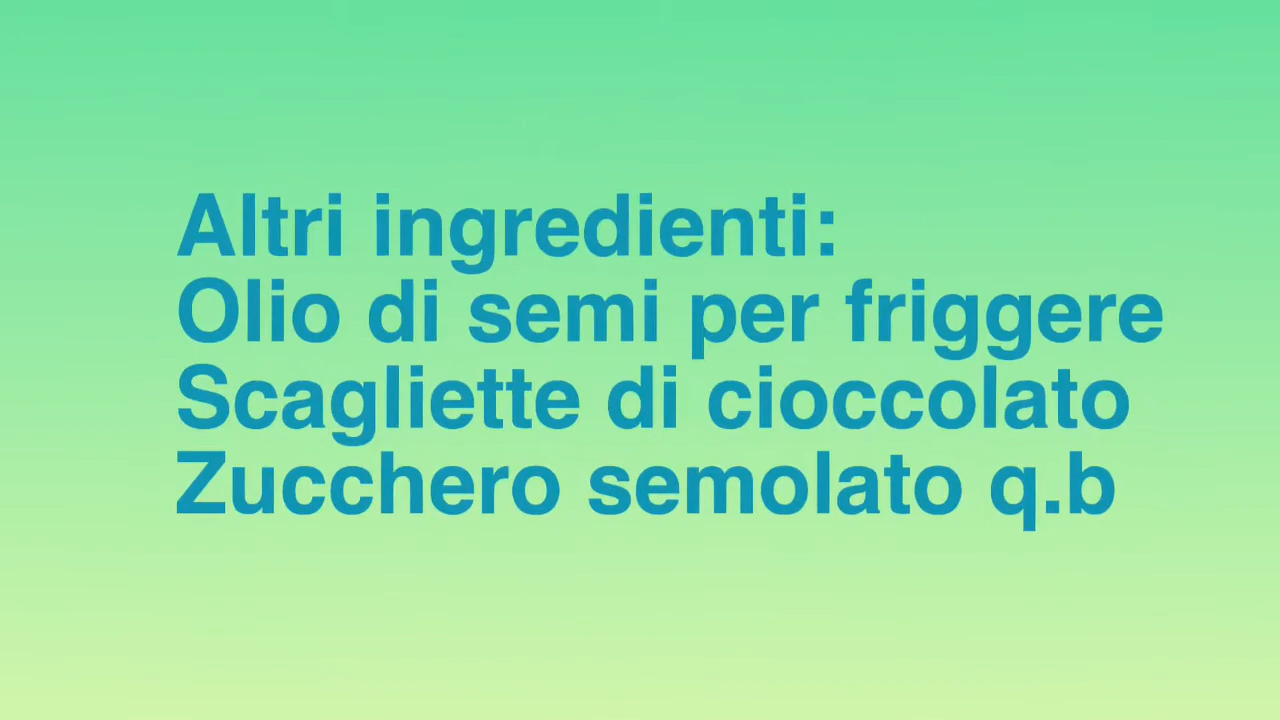 Altri ingredienti:
Olio di semi per friggere
Scagliette di cioccolato
Zucchero semolato q.b